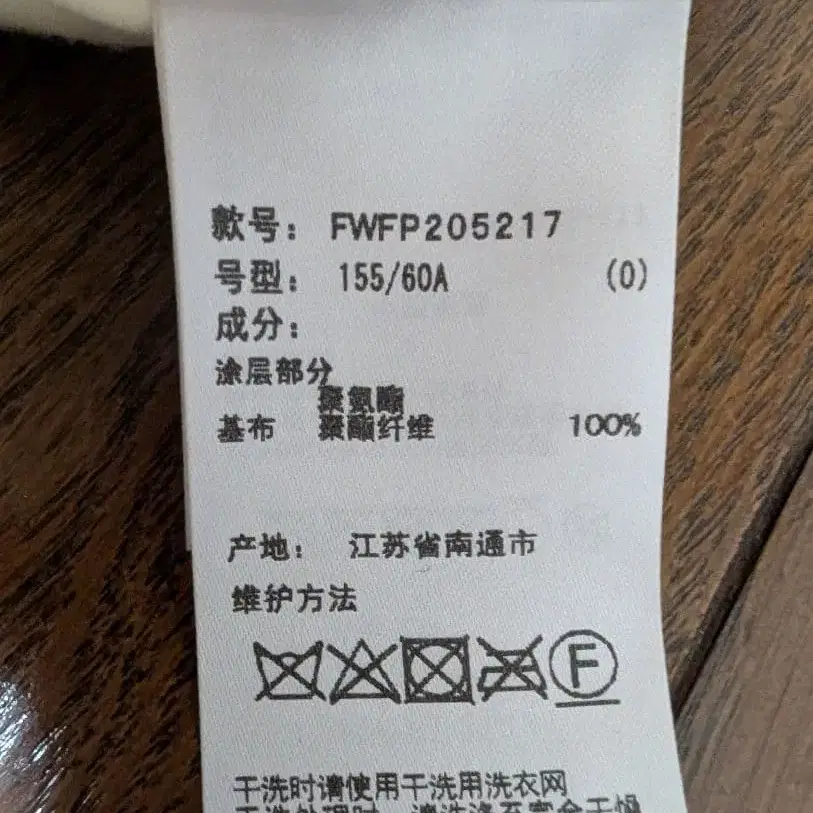 款号： FWFP205217
号型： 155/60A (0)
成分：
涂层部分
聚氨酯
基布 聚酯纤维 100%
产地： 江苏省南通市
维护方法
F
干洗时请使用干洗用洗衣网